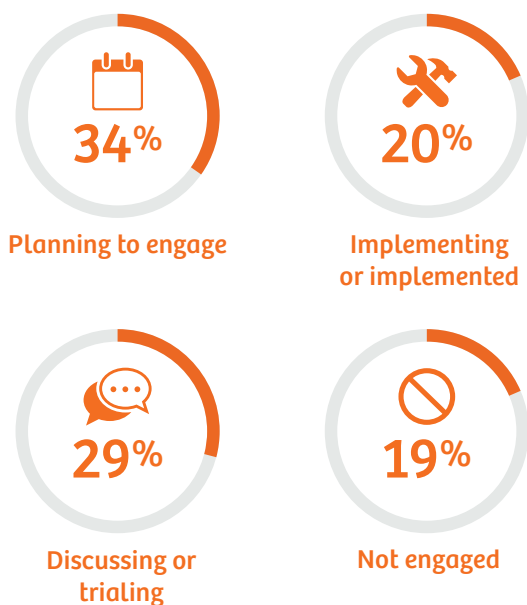 34%
Planning to engage
20%
Implementing
or implemented
29%
Discussing or
trialing
19%
Not engaged